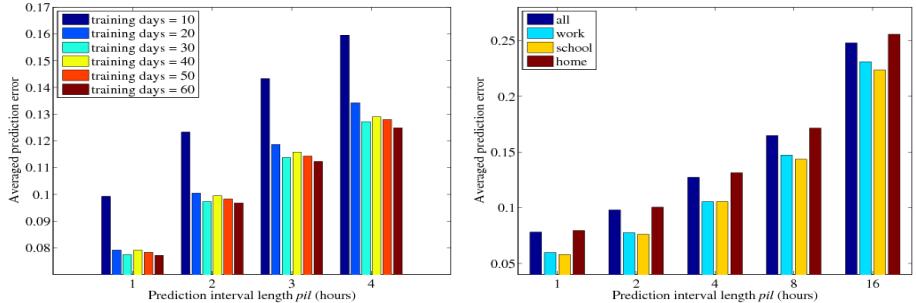 0.17
0.16
0.15
0.14
0.13
0.12
0.11
0.1
0.09
0.08
Averaged prediction error
training days = 10
training days = 20
training days = 30
training days = 40
training days = 50
training days = 60
1 2 3 4
Prediction interval length pil (hours)
0.25
0.2
0.15
0.1
0.05
Averaged prediction error
all
work
school
home
1 2 4 8 16
Prediction interval length pil (hours)